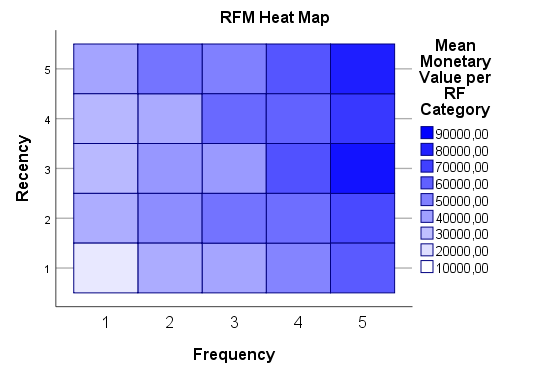 RFM Heat Map
Mean
Monetary
Value per
RF
Category
90000,00
80000,00
70000,00
60000,00
50000,00
40000,00
30000,00
20000,00
10000,00
Recency
5
4
3
2
1
1 2 3 4 5
Frequency